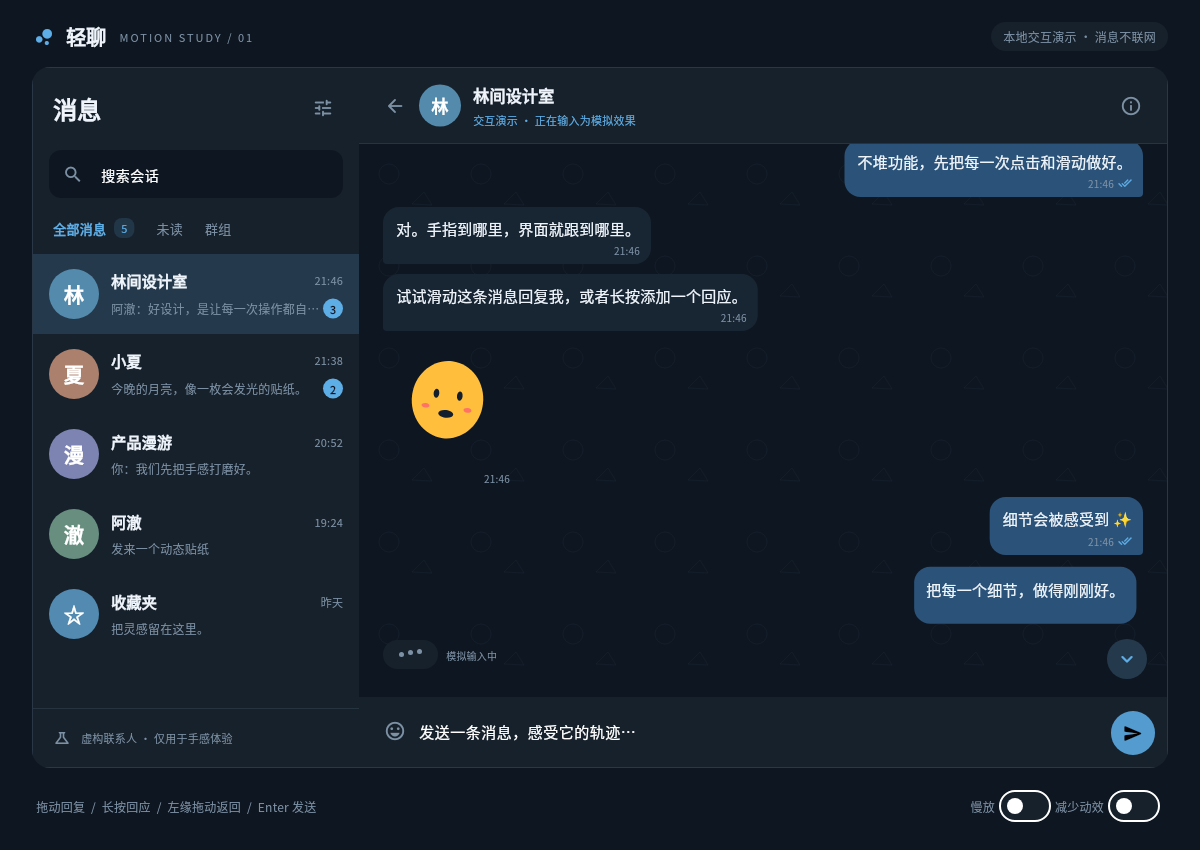 轻聊
MOTION STUDY / 01
本地交互演示 · 消息不联网
消息
搜索会话
全部消息 5 未读 群组
林
林间设计室 21:46
阿澈：好设计，是让每一次操作都自… 3
夏
小夏 21:38
今晚的月亮，像一枚会发光的贴纸。 2
漫
产品漫游 20:52
你：我们先把手感打磨好。
澈
阿澈 19:24
发来一个动态贴纸
收藏夹 昨天
把灵感留在这里。
虚构联系人 · 仅用于手感体验
林
林间设计室
交互演示 · 正在输入为模拟效果
不堆功能，先把每一次点击和滑动做好。
21:46
对。手指到哪里，界面就跟到哪里。
21:46
试试滑动这条消息回复我，或者长按添加一个回应。
21:46
21:46
细节会被感受到 ✨
21:46
把每一个细节，做得刚刚好。
模拟输入中
发送一条消息，感受它的轨迹…
拖动回复 / 长按回应 / 左缘拖动返回 / Enter 发送
慢放 减少动效